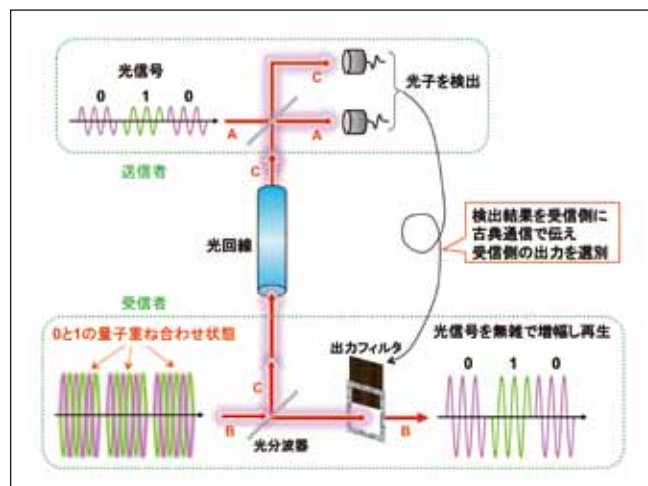 光信号
0 1 0
A
C
A
光子を検出
送信者
C
光回線
検出結果を受信側に
古典通信で伝え
受信側の出力を選別
受信者
0と1の量子重ね合わせ状態
C
B
光分波器
出力フィルタ
B
光信号を無雑で増幅し再生
0 1 0